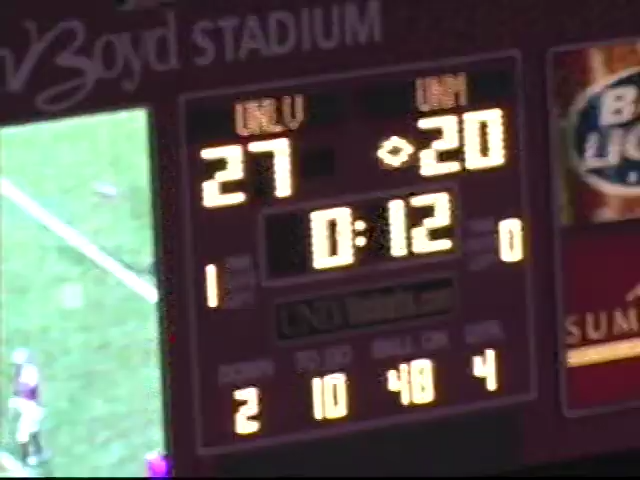 Boyd STADIUM
UNLV UNM
27 20
0:12
1 0
DOWN TO GO BALL ON QTR
2 10 48 4
SUM